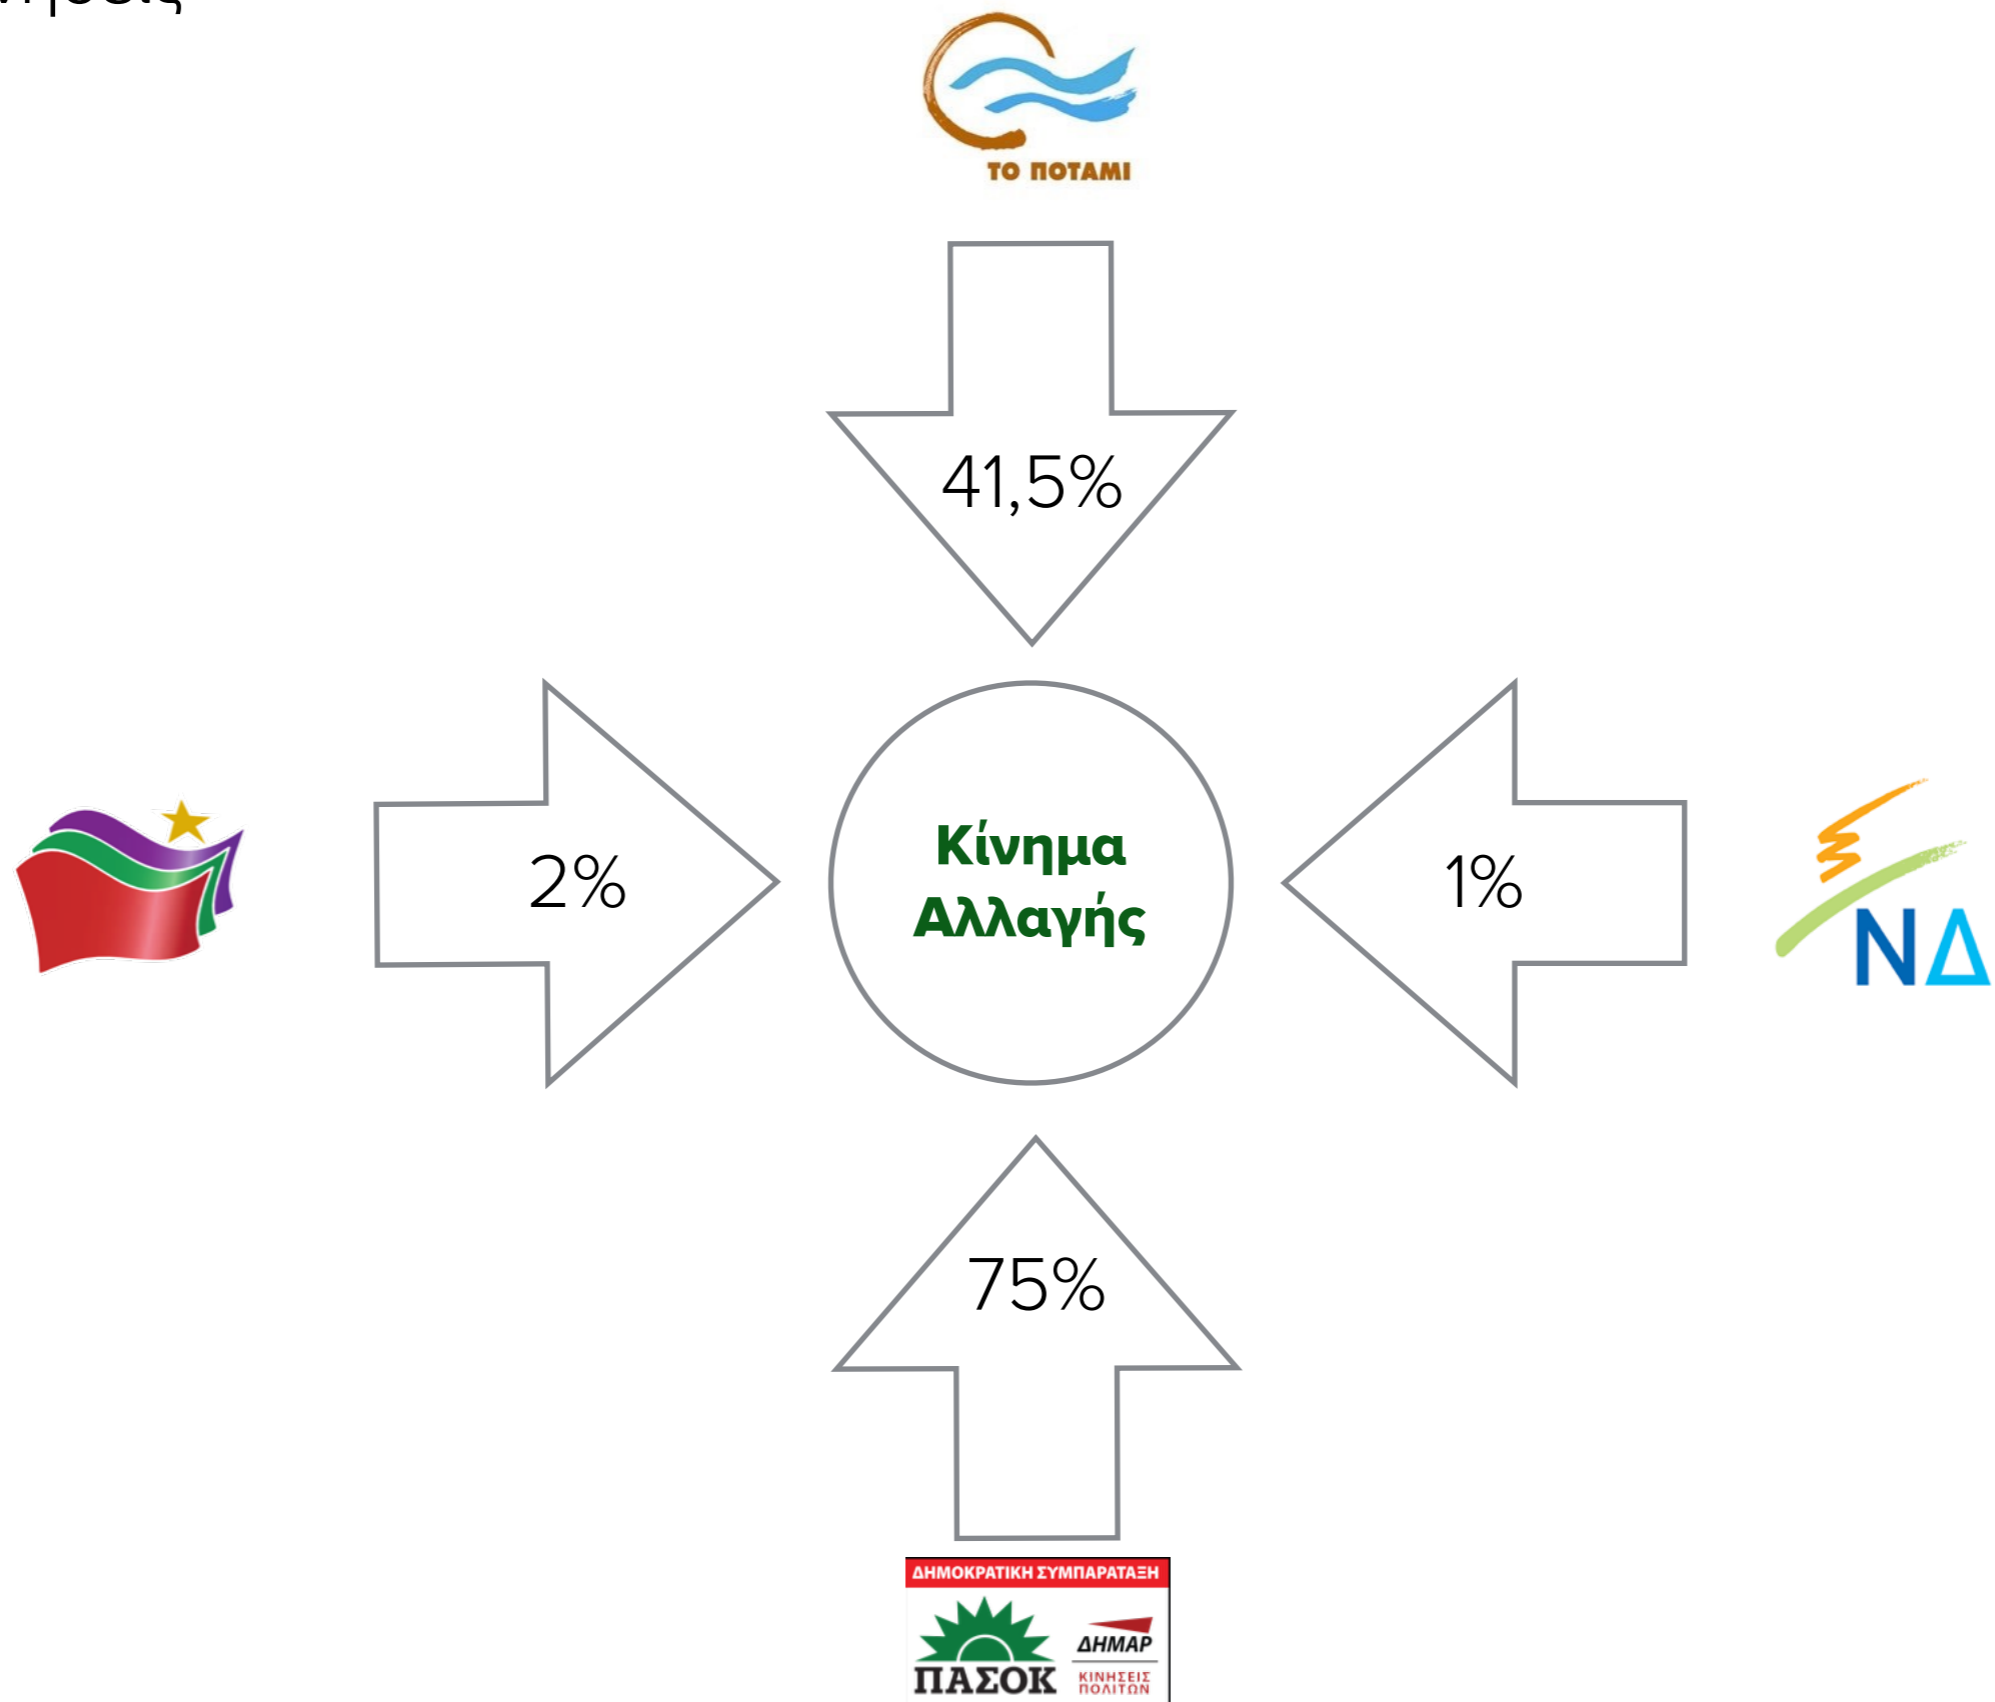 ΤΟ ΠΟΤΑΜΙ
41,5%
2%
Κίνημα
Αλλαγής
1%
ΝΔ
75%
ΔΗΜΟΚΡΑΤΙΚΗ ΣΥΜΠΑΡΑΤΑΞΗ
ΠΑΣΟΚ
ΔΗΜΑΡ
ΚΙΝΗΣΕΙΣ
ΠΟΛΙΤΩΝ